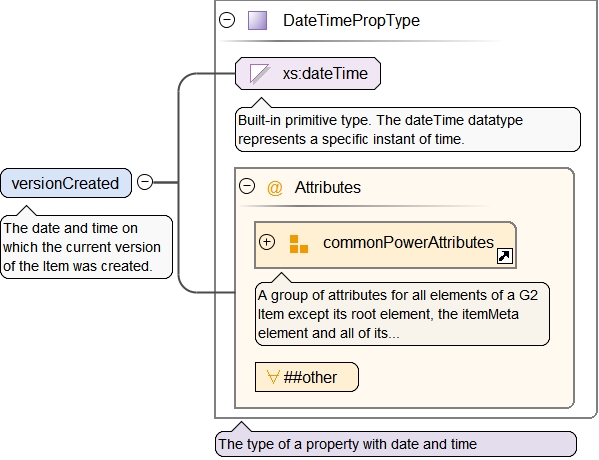 DateTimePropType
xs:dateTime
Built-in primitive type. The dateTime datatype
represents a specific instant of time.
versionCreated
The date and time on
which the current version
of the Item was created.
@ Attributes
commonPowerAttributes
A group of attributes for all elements of a G2
Item except its root element, the itemMeta
element and all of its...
∀ ##other
The type of a property with date and time